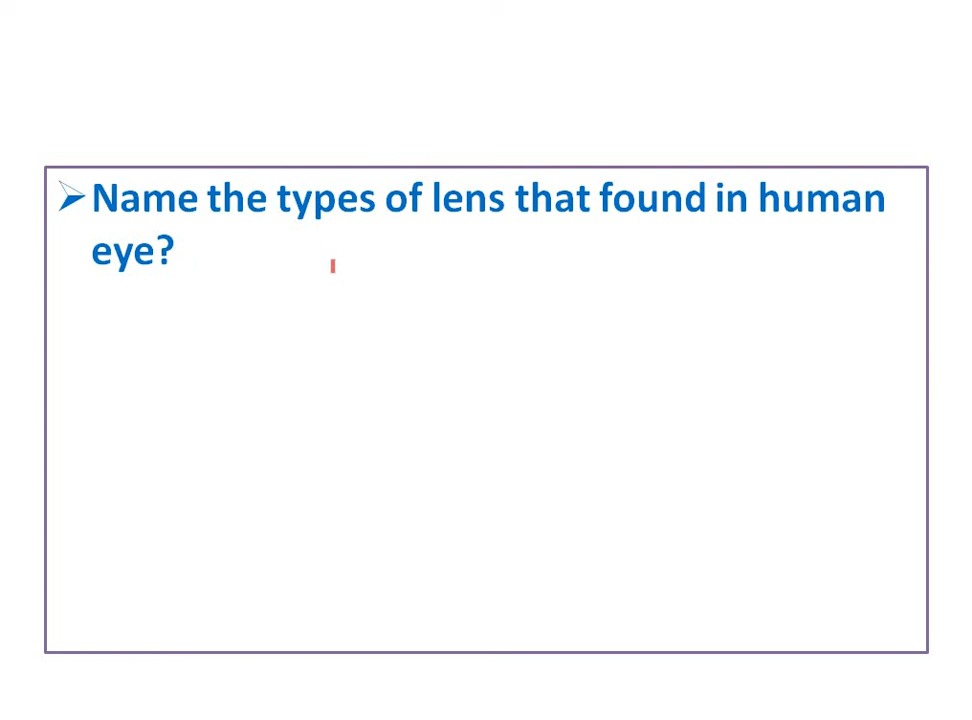 Name the types of lens that found in human
eye?